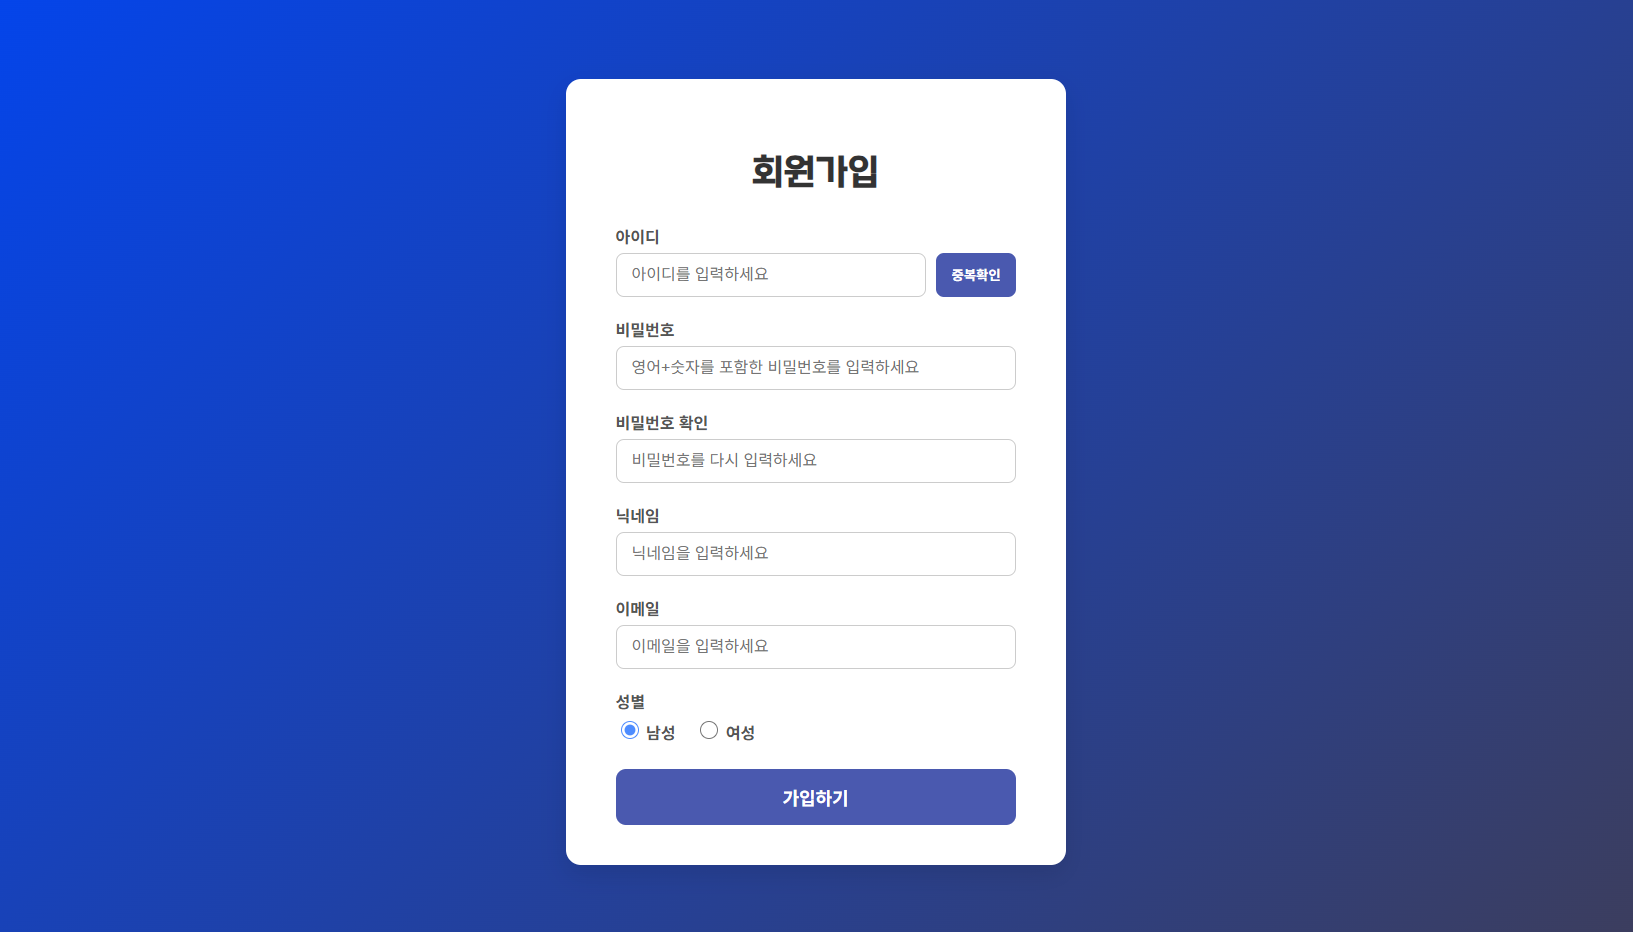 회원가입
아이디
아이디를 입력하세요 중복확인
비밀번호
영어+숫자를 포함한 비밀번호를 입력하세요
비밀번호 확인
비밀번호를 다시 입력하세요
닉네임
닉네임을 입력하세요
이메일
이메일을 입력하세요
성별
남성 여성
가입하기